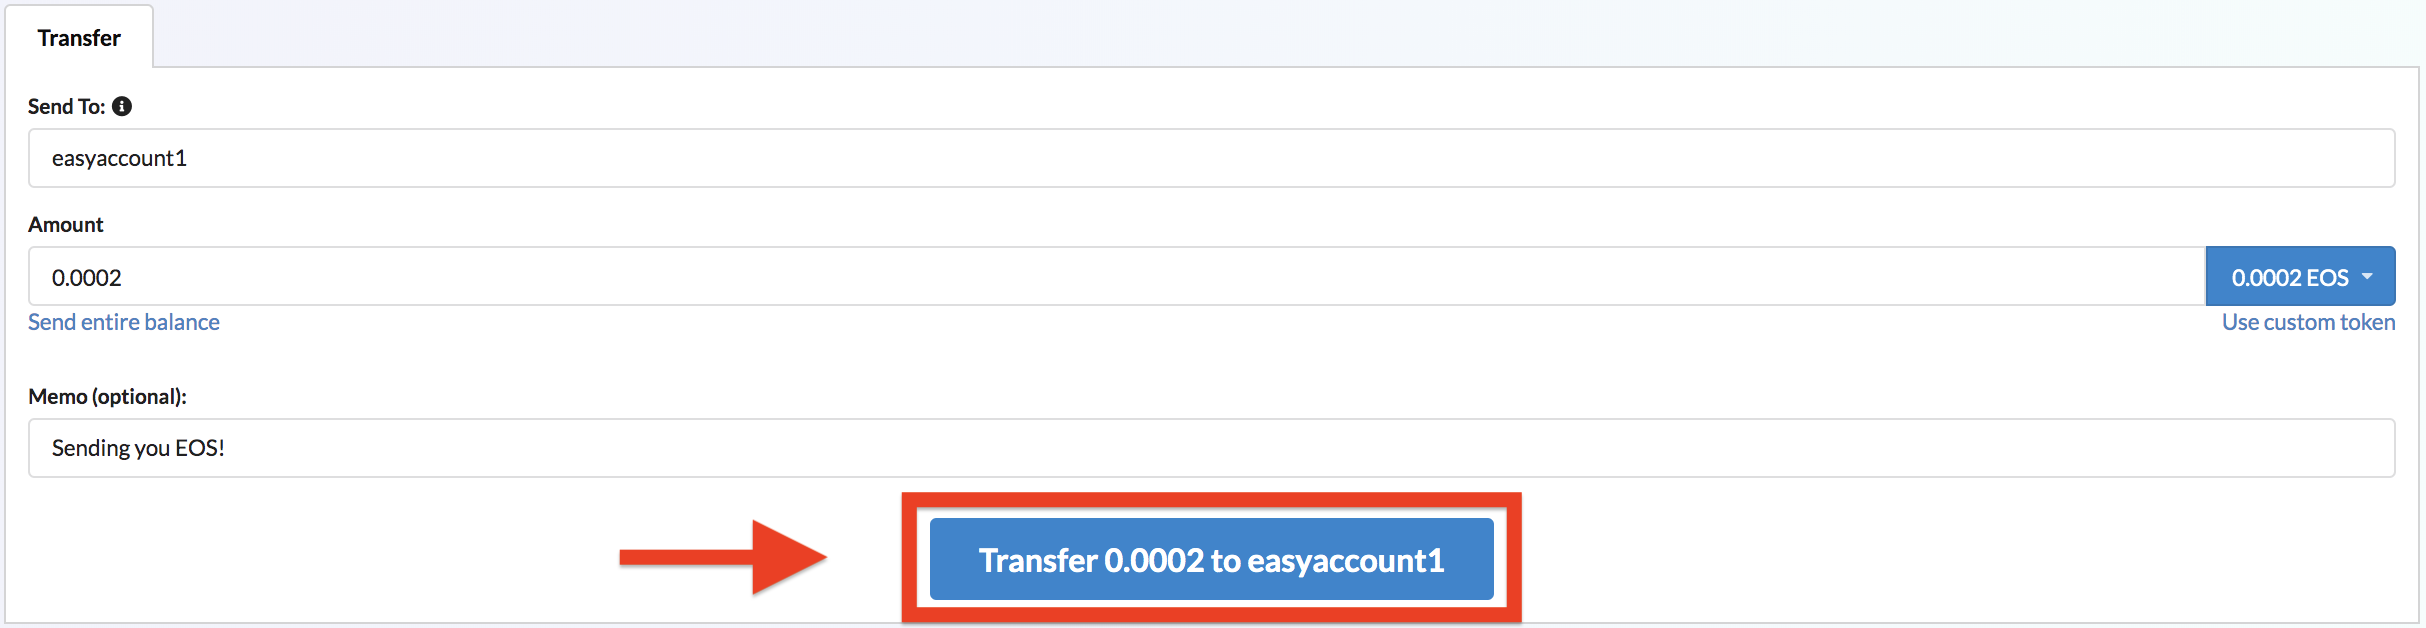 Transfer
Send To:
easyaccount1
Amount
0.0002
0.0002 EOS
Send entire balance
Use custom token
Memo (optional):
Sending you EOS!
Transfer 0.0002 to easyaccount1